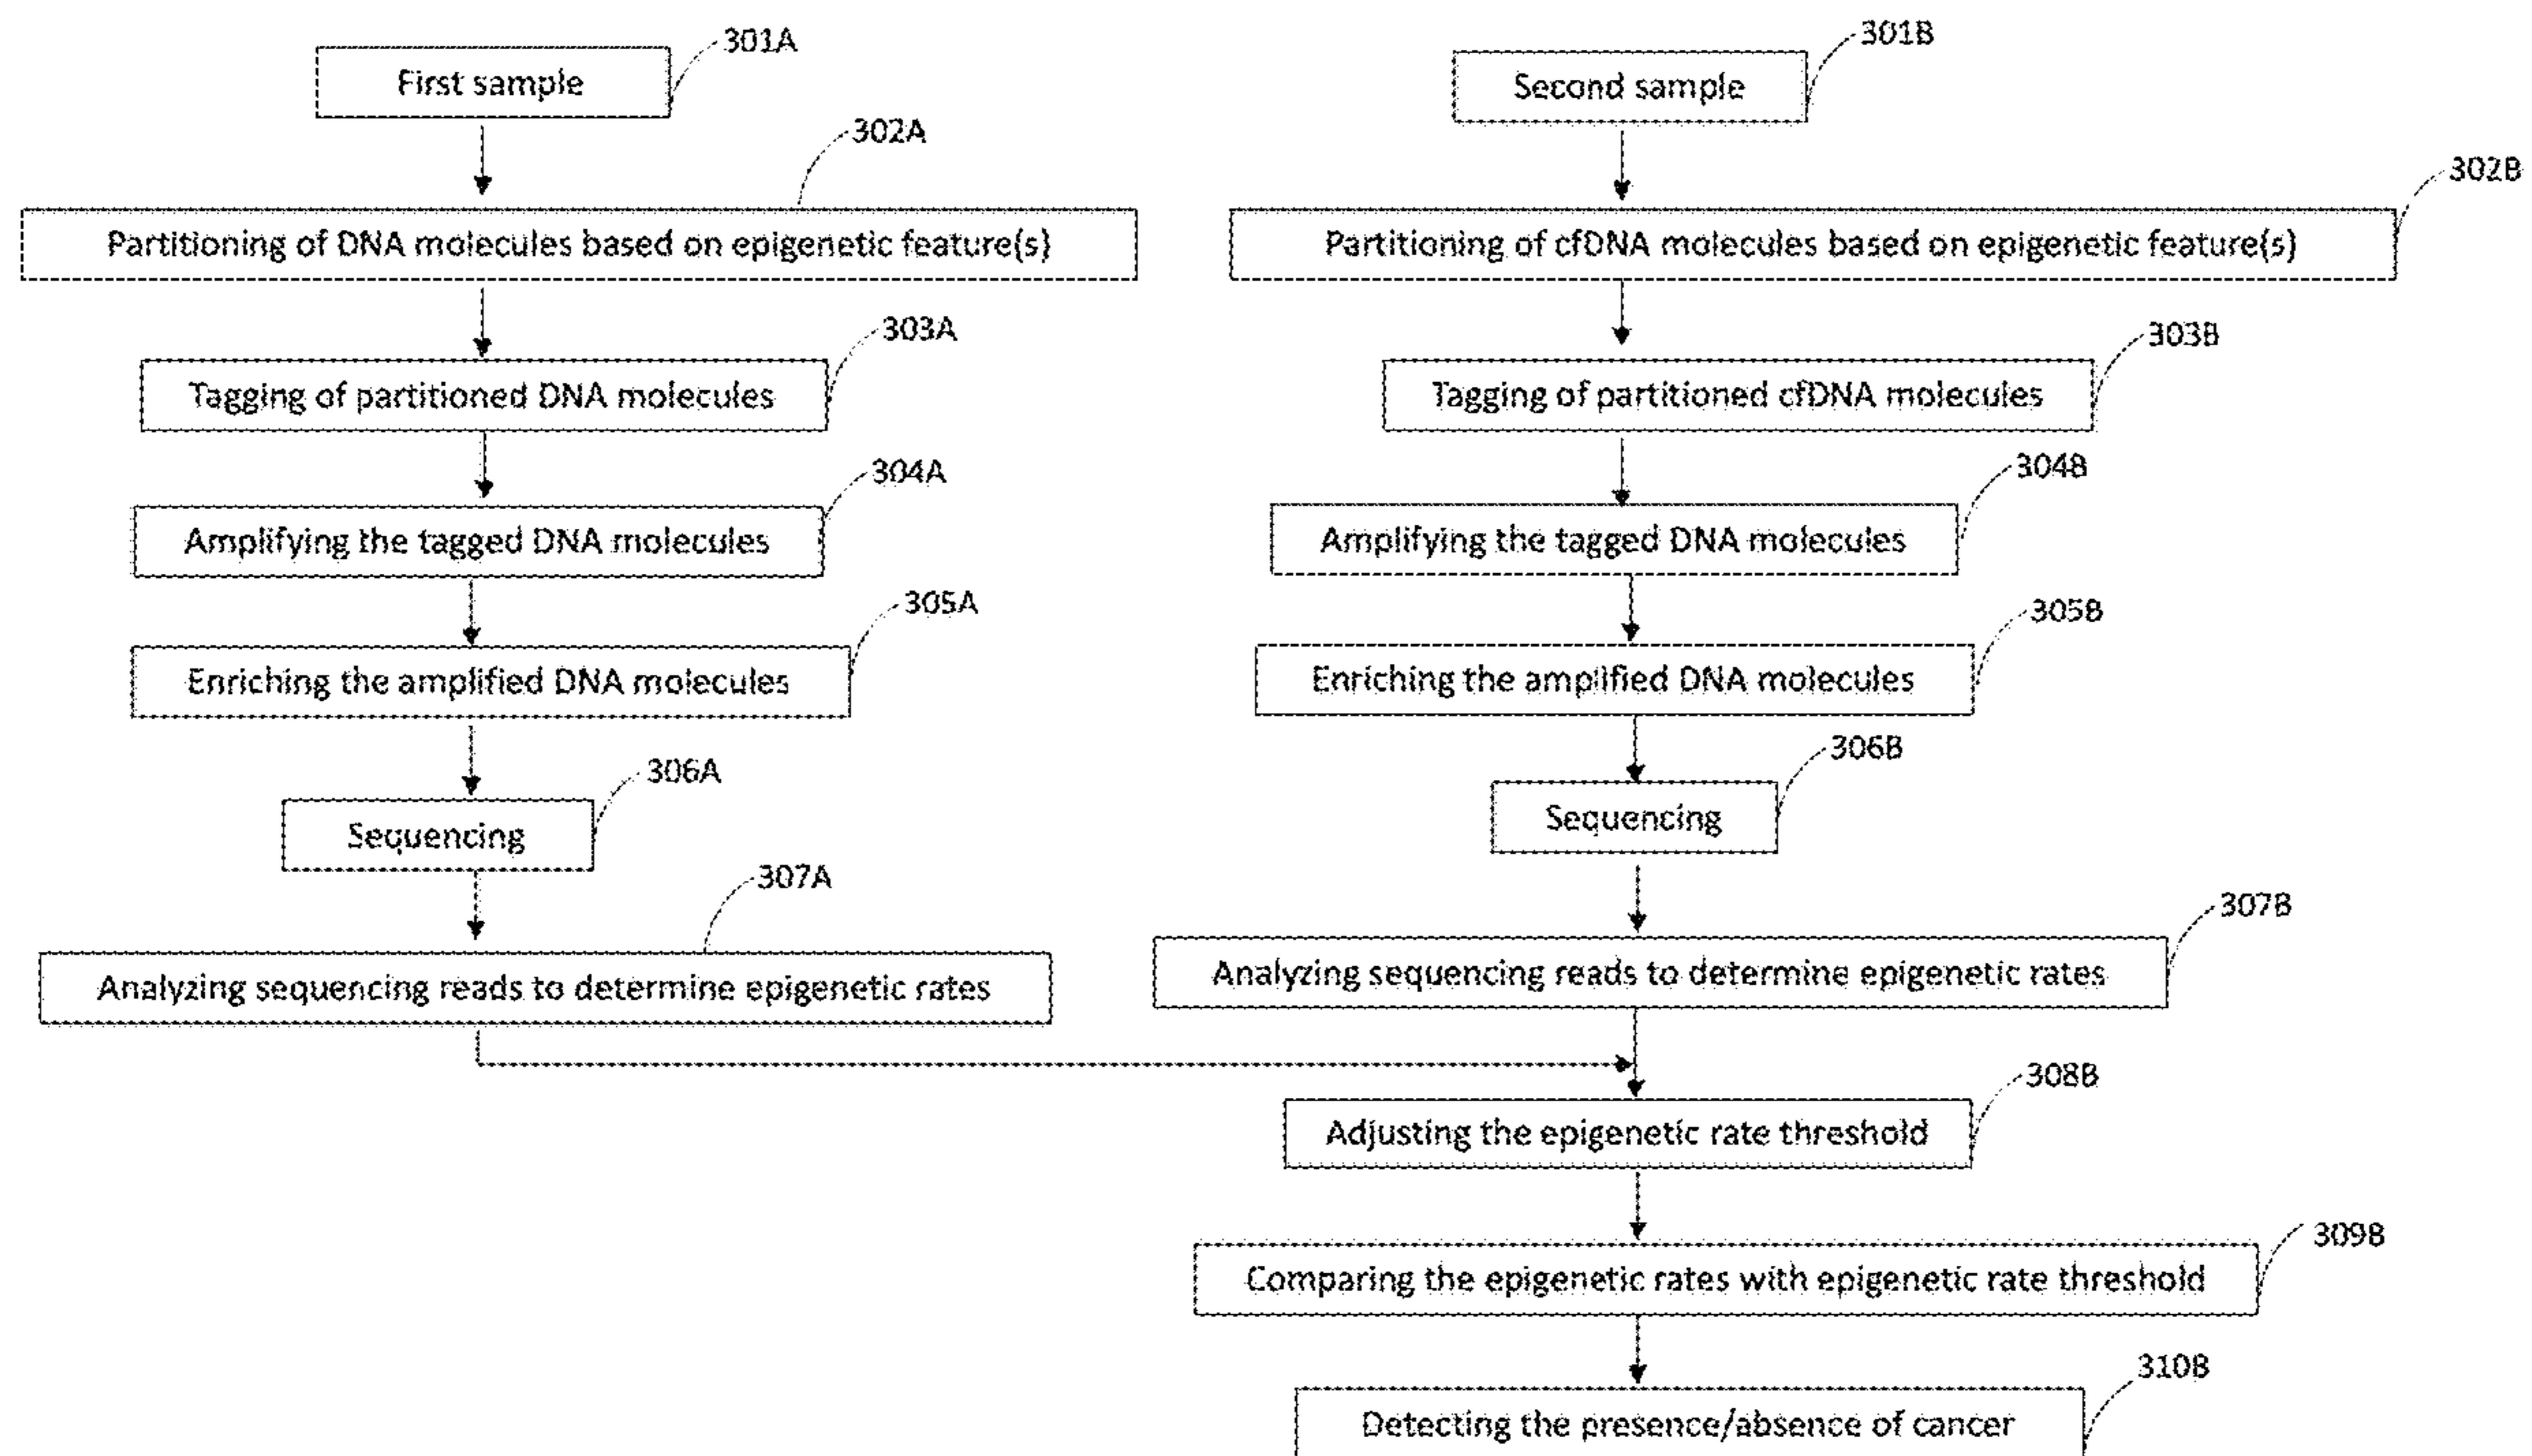 301A
First sample
302A
Partitioning of DNA molecules based on epigenetic feature(s)
303A
Tagging of partitioned DNA molecules
304A
Amplifying the tagged DNA molecules
305A
Enriching the amplified DNA molecules
306A
Sequencing
307A
Analyzing sequencing reads to determine epigenetic rates
301B
Second sample
302B
Partitioning of cfDNA molecules based on epigenetic feature(s)
303B
Tagging of partitioned cfDNA molecules
304B
Amplifying the tagged DNA molecules
305B
Enriching the amplified DNA molecules
306B
Sequencing
307B
Analyzing sequencing reads to determine epigenetic rates
308B
Adjusting the epigenetic rate threshold
309B
Comparing the epigenetic rates with epigenetic rate threshold
310B
Detecting the presence/absence of cancer